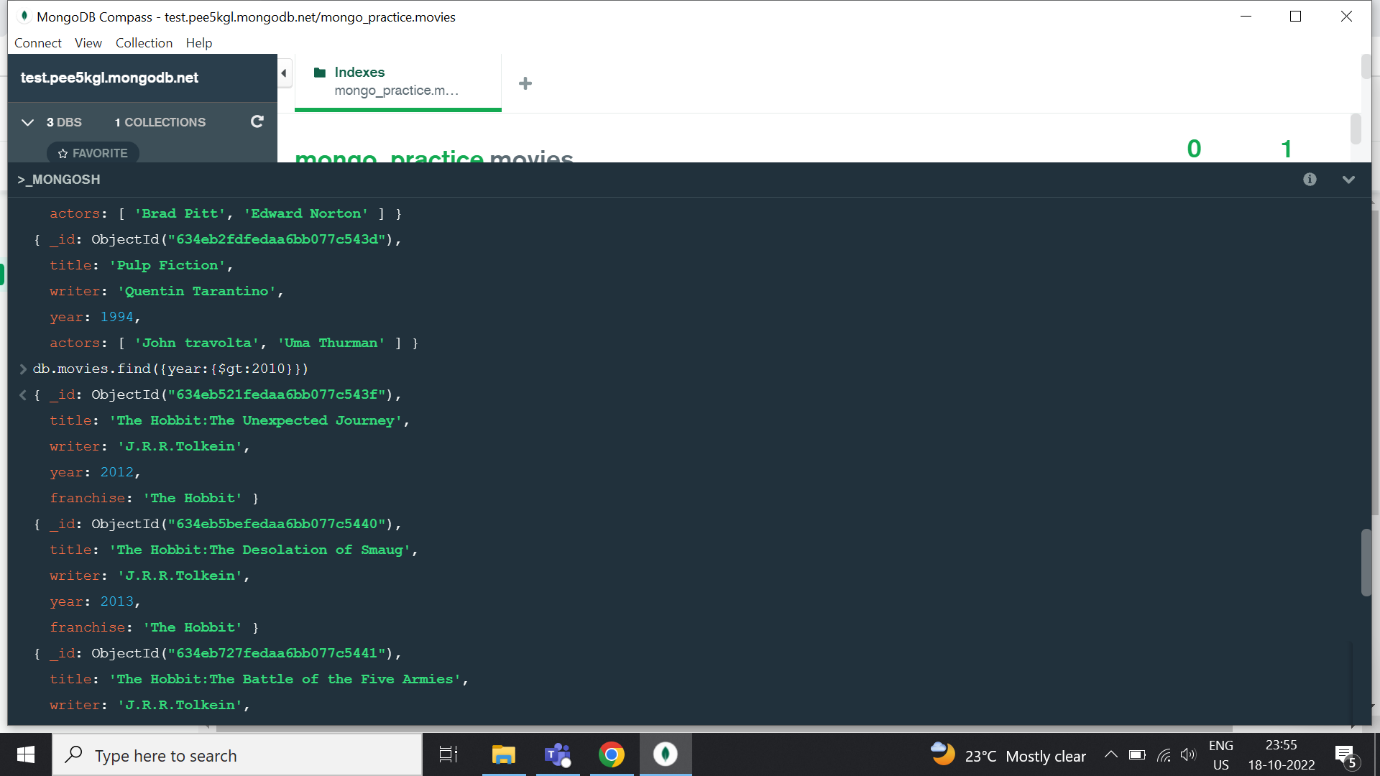 MongoDB Compass - test.pee5kgl.mongodb.net/mongo_practice.movies
Connect View Collection Help
test.pee5kgl.mongodb.net
Indexes
mongo_practice.m...
3 DBS 1 COLLECTIONS
FAVORITE
mongo_practice.movies
0 1
>_MONGOSH
actors: [ 'Brad Pitt', 'Edward Norton' ] }
{ _id: ObjectId("634eb2fdfedaa6bb077c543d"),
title: 'Pulp Fiction',
writer: 'Quentin Tarantino',
year: 1994,
actors: [ 'John travolta', 'Uma Thurman' ] }
> db.movies.find({year:{$gt:2010}})
< { _id: ObjectId("634eb521fedaa6bb077c543f"),
title: 'The Hobbit:The Unexpected Journey',
writer: 'J.R.R.Tolkein',
year: 2012,
franchise: 'The Hobbit' }
{ _id: ObjectId("634eb5befedaa6bb077c5440"),
title: 'The Hobbit:The Desolation of Smaug',
writer: 'J.R.R.Tolkein',
year: 2013,
franchise: 'The Hobbit' }
{ _id: ObjectId("634eb727fedaa6bb077c5441"),
title: 'The Hobbit:The Battle of the Five Armies',
writer: 'J.R.R.Tolkein',
Type here to search
23°C Mostly clear
ENG
US
23:55
18-10-2022
5